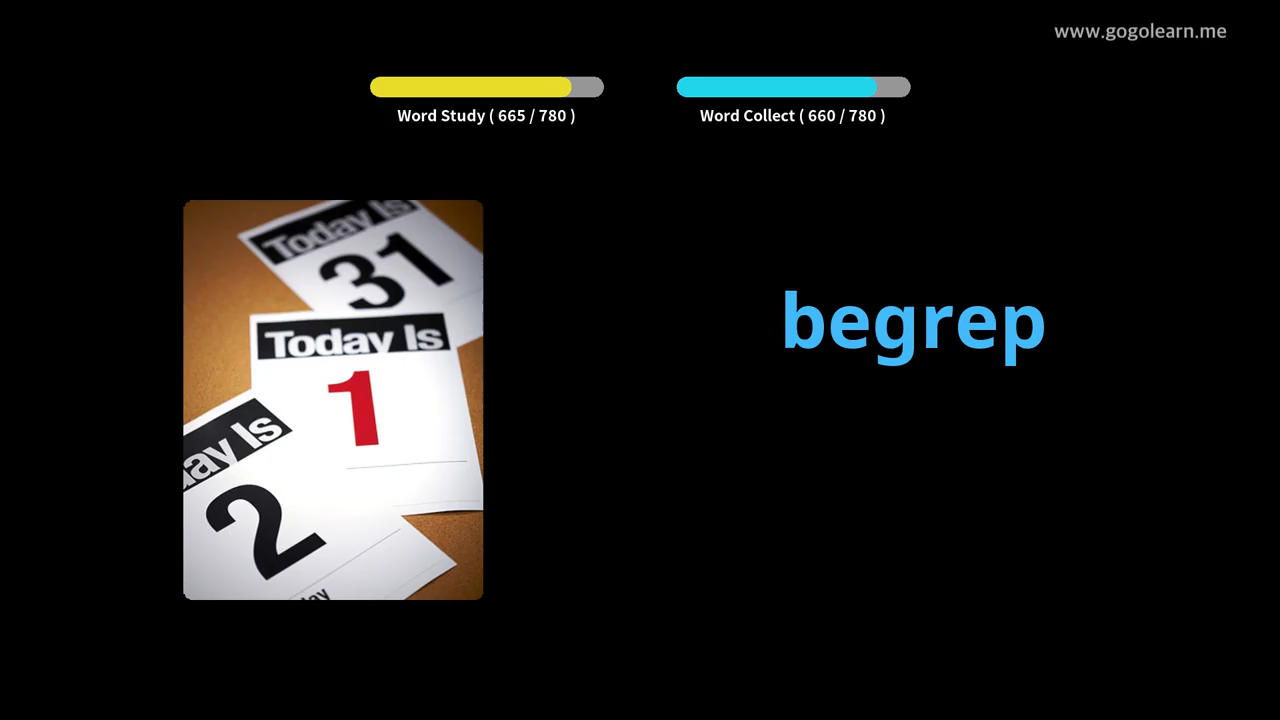 www.gogolearn.me
Word Study ( 665 / 780 )
Word Collect ( 660 / 780 )
Today Is
31
Today Is
1
ay Is
2
begrep